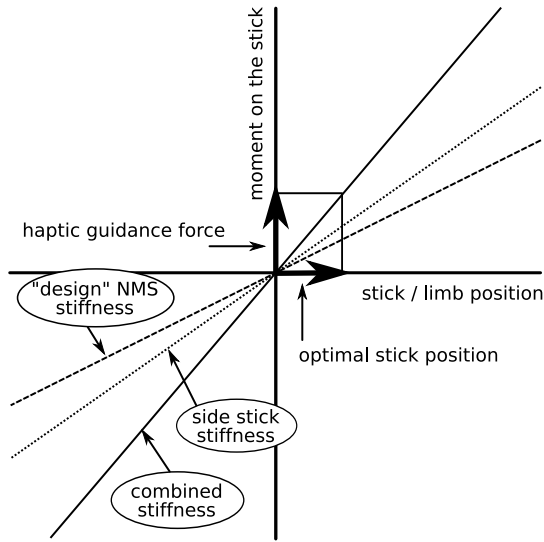 moment on the stick
haptic guidance force
stick / limb position
"design" NMS
stiffness
optimal stick position
side stick
stiffness
combined
stiffness